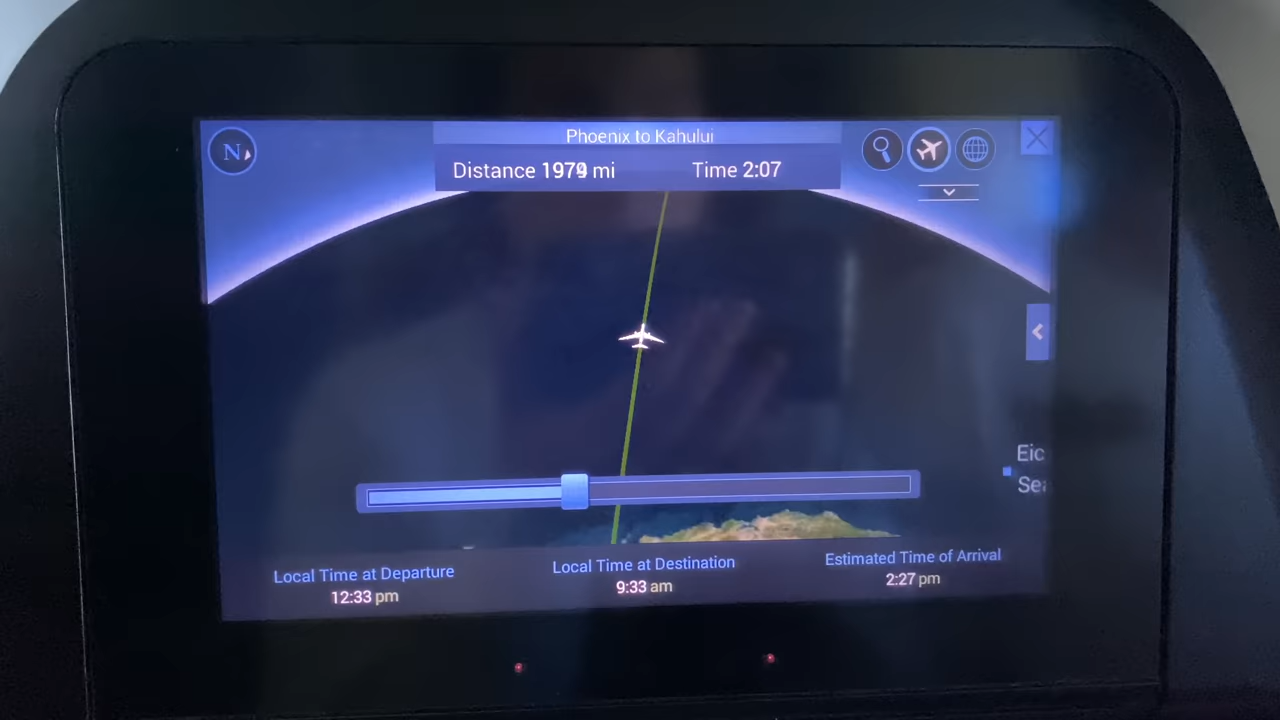 N
Phoenix to Kahului
Distance 1979 mi Time 2:07
Eic
Sea
Local Time at Departure
12:33 pm
Local Time at Destination
9:33 am
Estimated Time of Arrival
2:27 pm